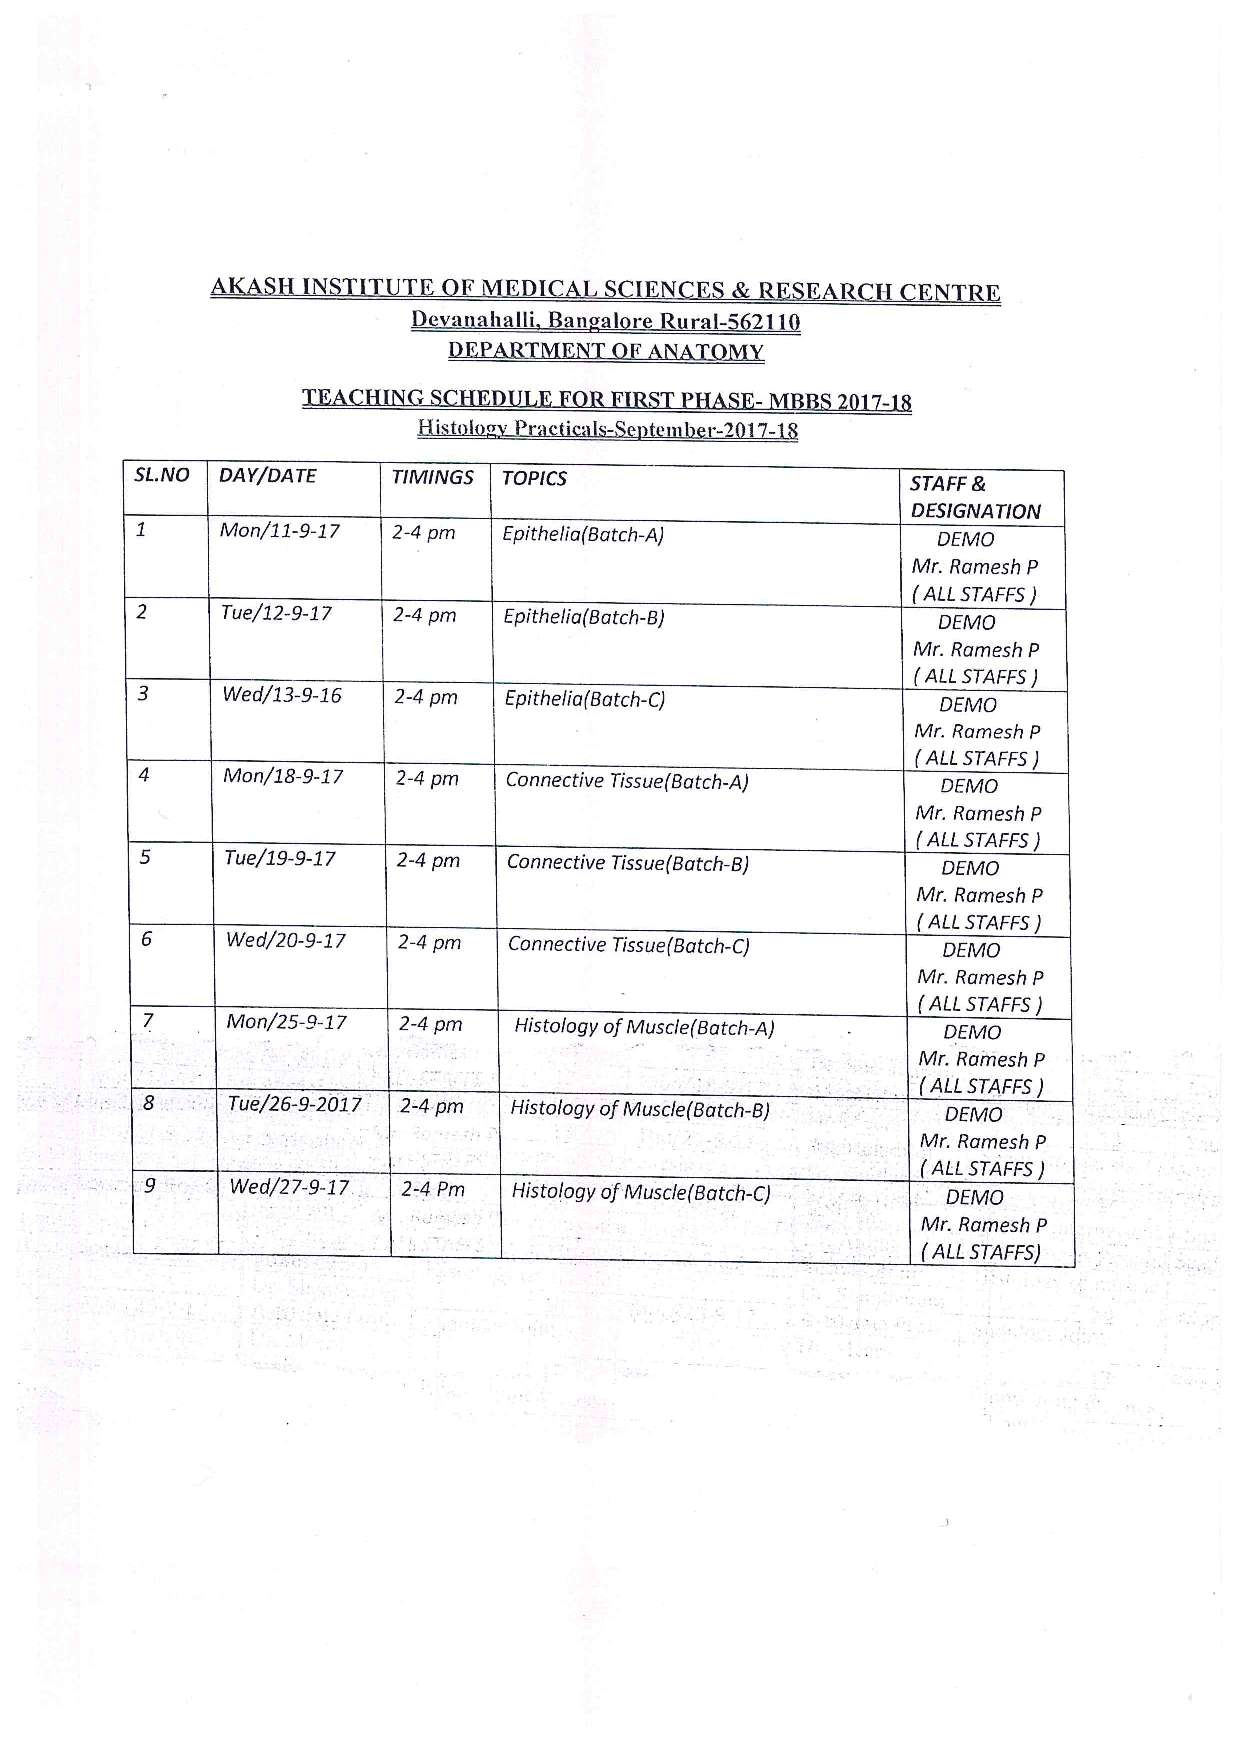 AKASH INSTITUTE OF MEDICAL SCIENCES & RESEARCH CENTRE
Devanahalli, Bangalore Rural-562110
DEPARTMENT OF ANATOMY
TEACHING SCHEDULE FOR FIRST PHASE- MBBS 2017-18
Histology Practicals-September-2017-18
SL.NO DAY/DATE TIMINGS TOPICS STAFF &
DESIGNATION
1 Mon/11-9-17 2-4 pm Epithelia(Batch-A) DEMO
Mr. Ramesh P
( ALL STAFFS )
2 Tue/12-9-17 2-4 pm Epithelia(Batch-B) DEMO
Mr. Ramesh P
( ALL STAFFS )
3 Wed/13-9-16 2-4 pm Epithelia(Batch-C) DEMO
Mr. Ramesh P
( ALL STAFFS )
4 Mon/18-9-17 2-4 pm Connective Tissue(Batch-A) DEMO
Mr. Ramesh P
( ALL STAFFS )
5 Tue/19-9-17 2-4 pm Connective Tissue(Batch-B) DEMO
Mr. Ramesh P
( ALL STAFFS )
6 Wed/20-9-17 2-4 pm Connective Tissue(Batch-C) DEMO
Mr. Ramesh P
( ALL STAFFS )
7 Mon/25-9-17 2-4 pm Histology of Muscle(Batch-A) DEMO
Mr. Ramesh P
( ALL STAFFS )
8 Tue/26-9-2017 2-4 pm Histology of Muscle(Batch-B) DEMO
Mr. Ramesh P
( ALL STAFFS )
9 Wed/27-9-17 2-4 Pm Histology of Muscle(Batch-C) DEMO
Mr. Ramesh P
( ALL STAFFS)